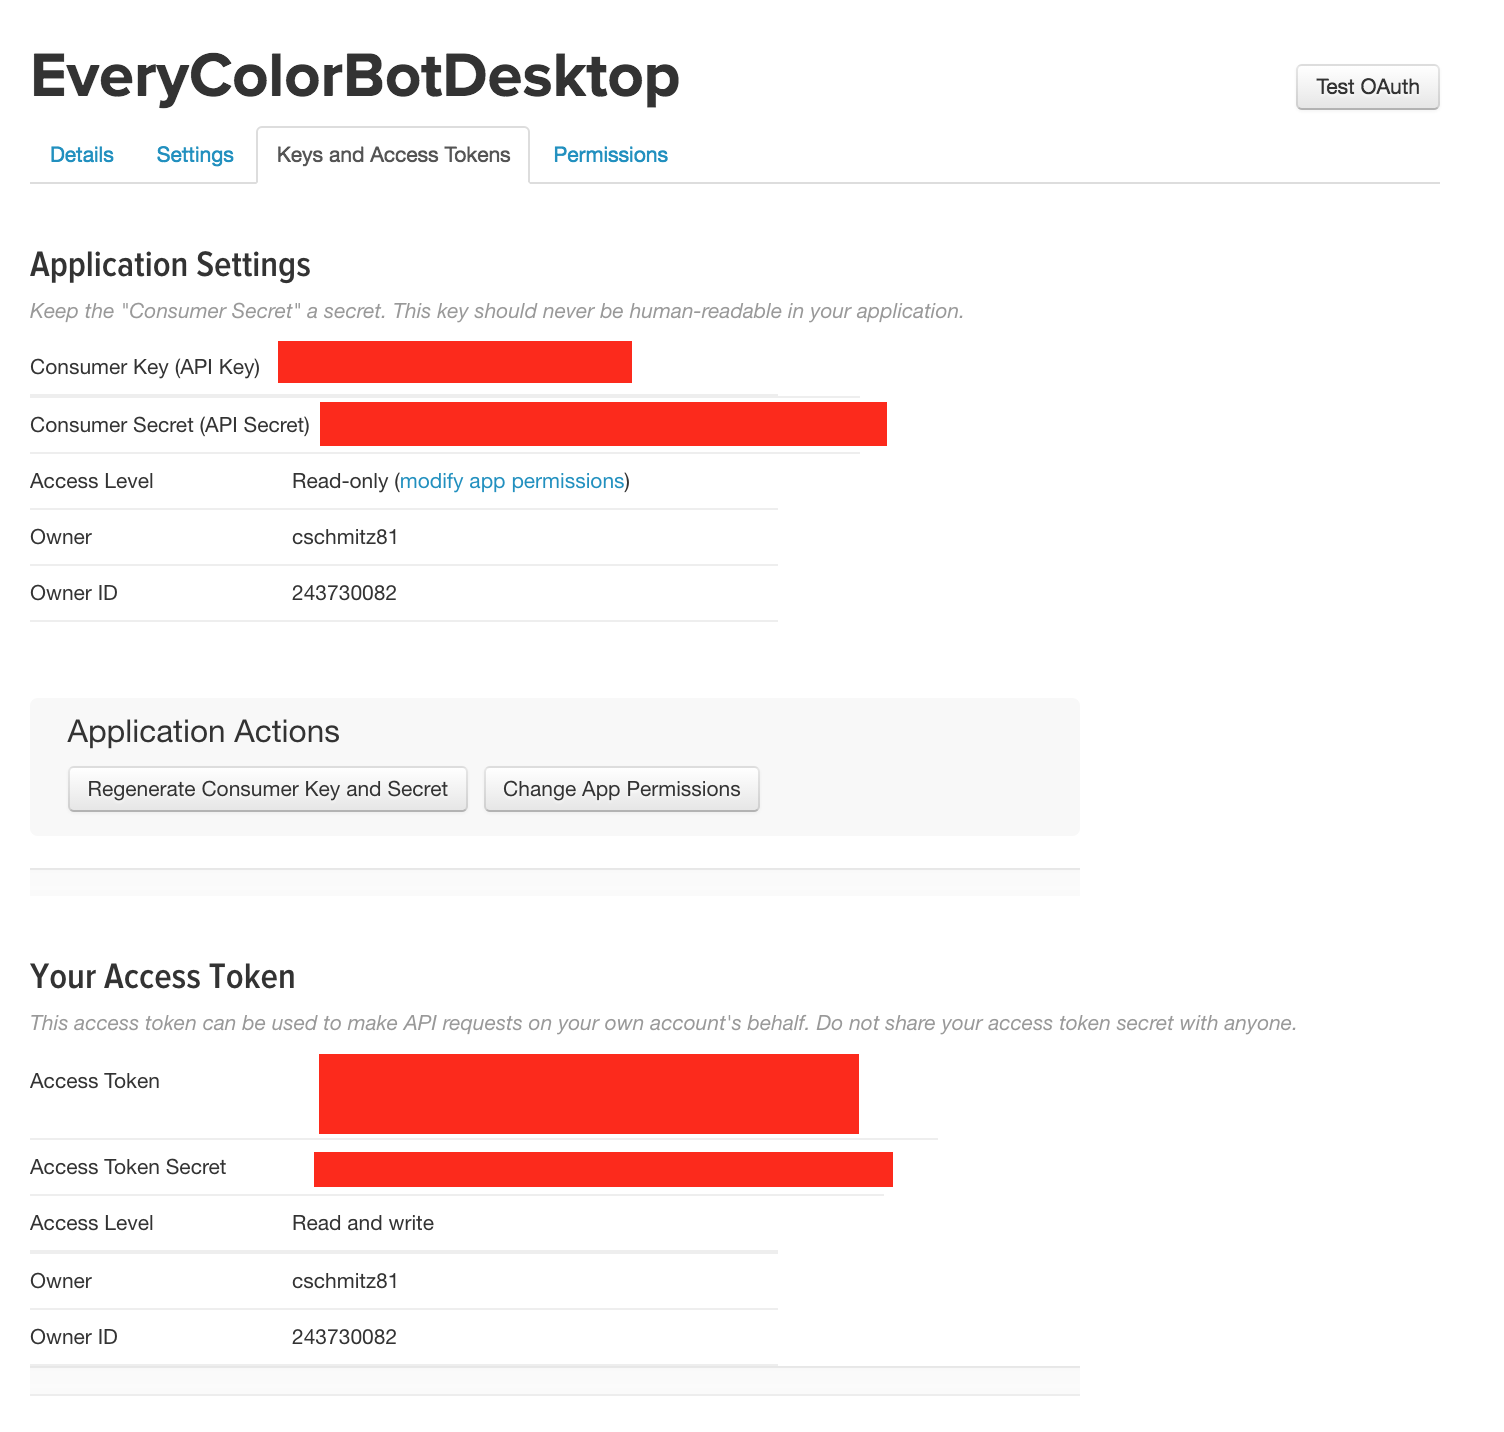 EveryColorBotDesktop
Test OAuth
Details Settings Keys and Access Tokens Permissions
Application Settings
Keep the "Consumer Secret" a secret. This key should never be human-readable in your application.
Consumer Key (API Key)
Consumer Secret (API Secret)
Access Level Read-only (modify app permissions)
Owner cschmitz81
Owner ID 243730082
Application Actions
Regenerate Consumer Key and Secret Change App Permissions
Your Access Token
This access token can be used to make API requests on your own account's behalf. Do not share your access token secret with anyone.
Access Token
Access Token Secret
Access Level Read and write
Owner cschmitz81
Owner ID 243730082